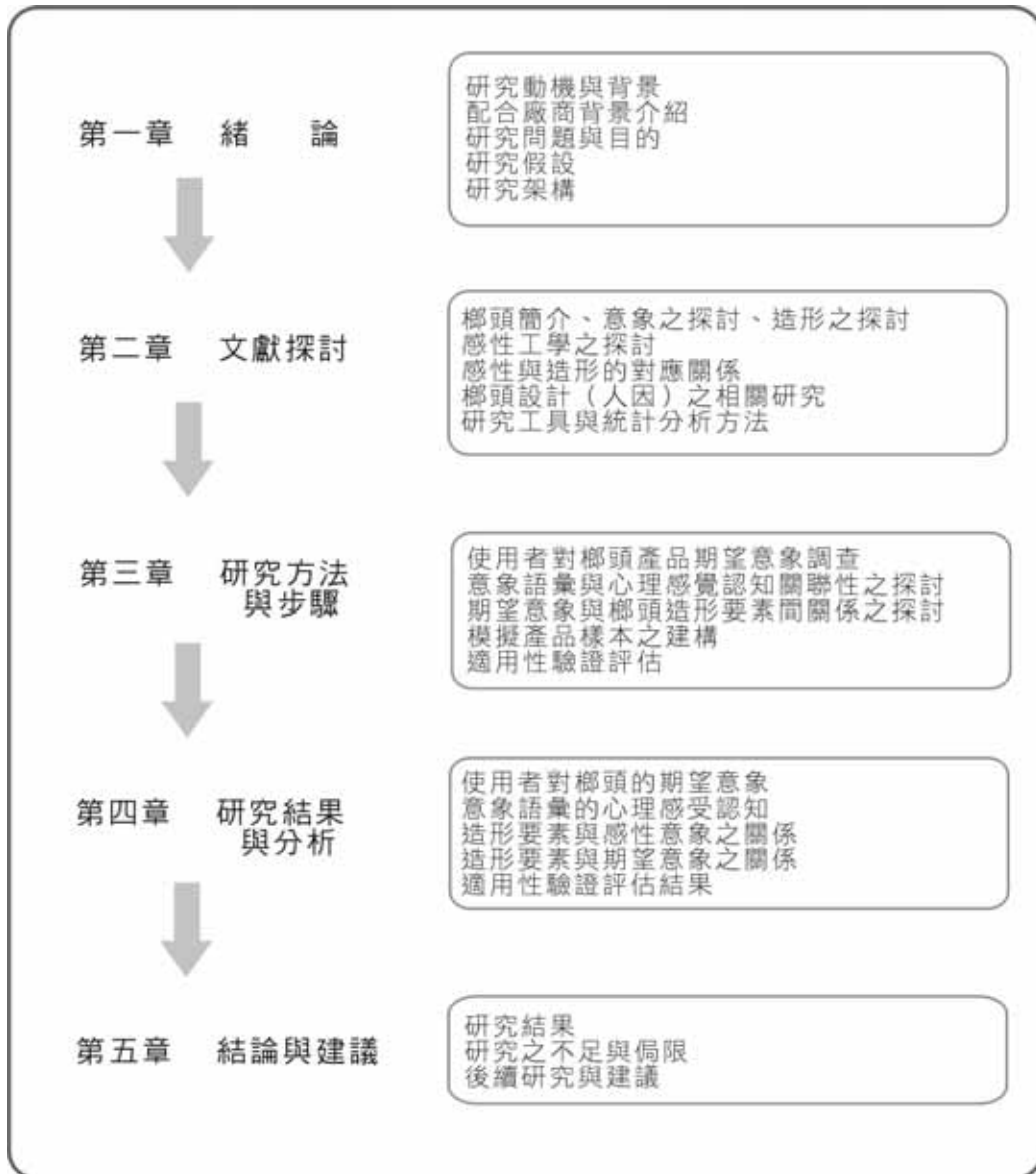 第一章 緒 論
研究動機與背景
配合廠商背景介紹
研究問題與目的
研究假設
研究架構
第二章 文獻探討
榔頭簡介、意象之探討、造形之探討
感性工學之探討
感性與造形的對應關係
榔頭設計（人因）之相關研究
研究工具與統計分析方法
第三章 研究方法
與步驟
使用者對榔頭產品期望意象調查
意象語彙與心理感覺認知關聯性之探討
期望意象與榔頭造形要素間關係之探討
模擬產品樣本之建構
適用性驗證評估
第四章 研究結果
與分析
使用者對榔頭的期望意象
意象語彙的心理感受認知
造形要素與感性意象之關係
造形要素與期望意象之關係
適用性驗證評估結果
第五章 結論與建議
研究結果
研究之不足與侷限
後續研究與建議